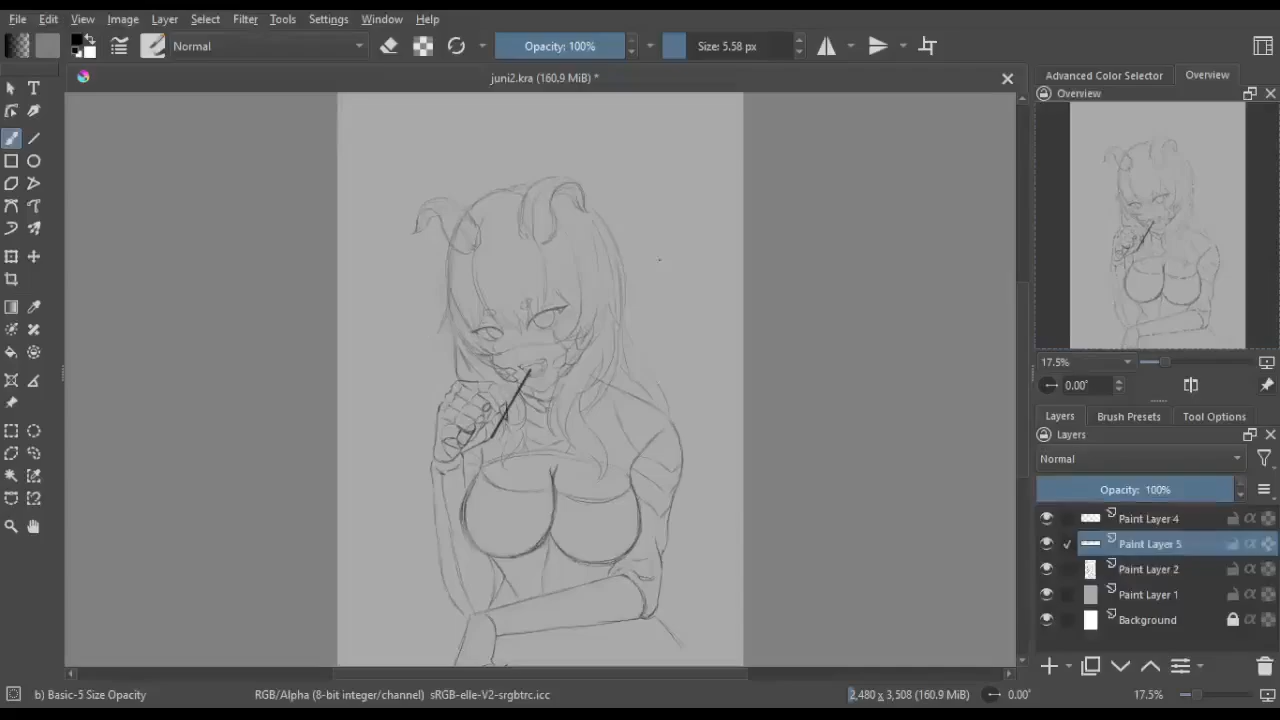 File Edit View Image Layer Select Filter Tools Settings Window Help
Normal Opacity: 100% Size: 5.58 px
juni2.kra (160.9 MiB) *
Advanced Color Selector Overview
Overview
17.5%
0.00°
Layers Brush Presets Tool Options
Layers
Normal
Opacity: 100%
Paint Layer 4
Paint Layer 5
Paint Layer 2
Paint Layer 1
Background
b) Basic-5 Size Opacity RGB/Alpha (8-bit integer/channel) sRGB-elle-V2-srgbtrc.icc 2,480 x 3,508 (160.9 MiB) 0.00° 17.5%